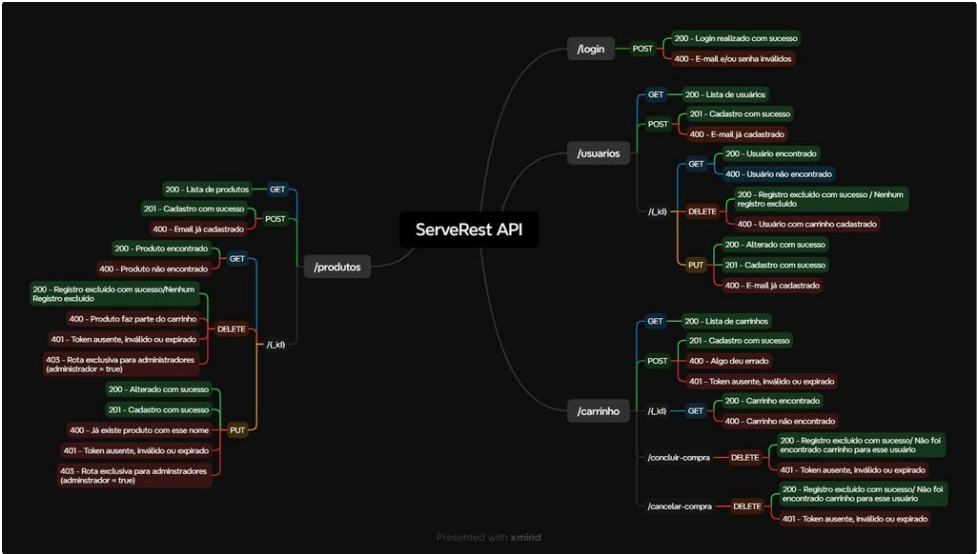 ServeRest API
/login
POST
200 - Login realizado com sucesso
400 - E-mail e/ou senha inválidos
/usuarios
GET
200 - Lista de usuários
POST
201 - Cadastro com sucesso
400 - E-mail já cadastrado
/{_id}
GET
200 - Usuário encontrado
400 - Usuário não encontrado
DELETE
200 - Registro excluído com sucesso / Nenhum
registro excluído
400 - Usuário com carrinho cadastrado
PUT
200 - Alterado com sucesso
201 - Cadastro com sucesso
400 - E-mail já cadastrado
/carrinho
GET
200 - Lista de carrinhos
POST
201 - Cadastro com sucesso
400 - Algo deu errado
401 - Token ausente, inválido ou expirado
/{_id}
GET
200 - Carrinho encontrado
400 - Carrinho não encontrado
/concluir-compra
DELETE
200 - Registro excluído com sucesso/ Não foi
encontrado carrinho para esse usuário
401 - Token ausente, inválido ou expirado
/cancelar-compra
DELETE
200 - Registro excluído com sucesso/ Não foi
encontrado carrinho para esse usuário
401 - Token ausente, inválido ou expirado
/produtos
GET
200 - Lista de produtos
POST
201 - Cadastro com sucesso
400 - Email já cadastrado
/{_id}
GET
200 - Produto encontrado
400 - Produto não encontrado
DELETE
200 - Registro excluído com sucesso/Nenhum
Registro excluído
400 - Produto faz parte do carrinho
401 - Token ausente, inválido ou expirado
403 - Rota exclusiva para administradores
(administrador = true)
PUT
200 - Alterado com sucesso
201 - Cadastro com sucesso
400 - Já existe produto com esse nome
401 - Token ausente, inválido ou expirado
403 - Rota exclusiva para adminstradores
(adminstrador = true)
Presented with xmind